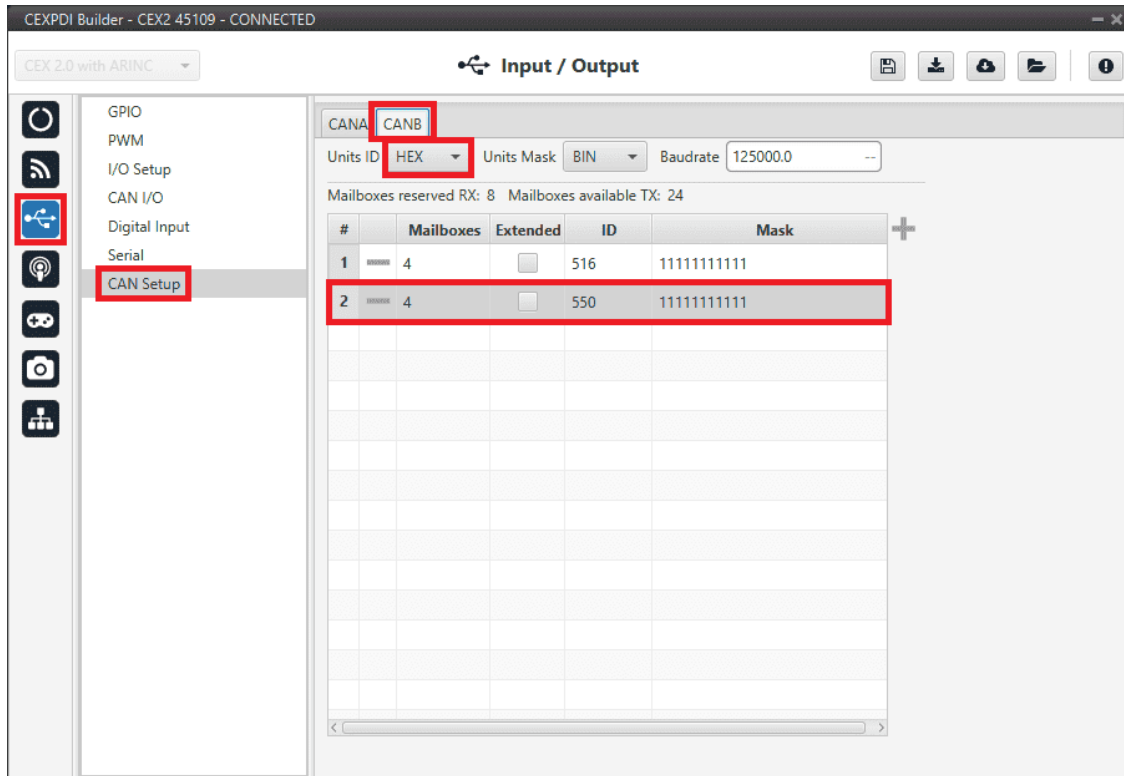 CEXPDI Builder - CEX2 45109 - CONNECTED
CEX 2.0 with ARINC
Input / Output
GPIO
PWM
I/O Setup
CAN I/O
Digital Input
Serial
CAN Setup
CANA CANB
Units ID HEX Units Mask BIN Baudrate 125000.0 --
Mailboxes reserved RX: 8 Mailboxes available TX: 24
# Mailboxes Extended ID Mask
1 4 516 11111111111
2 4 550 11111111111